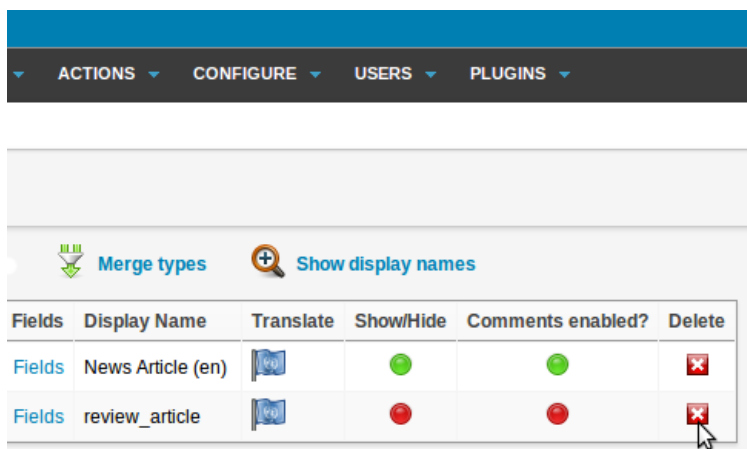 ACTIONS CONFIGURE USERS PLUGINS
Merge types Show display names
Fields Display Name Translate Show/Hide Comments enabled? Delete
Fields News Article (en)
Fields review_article